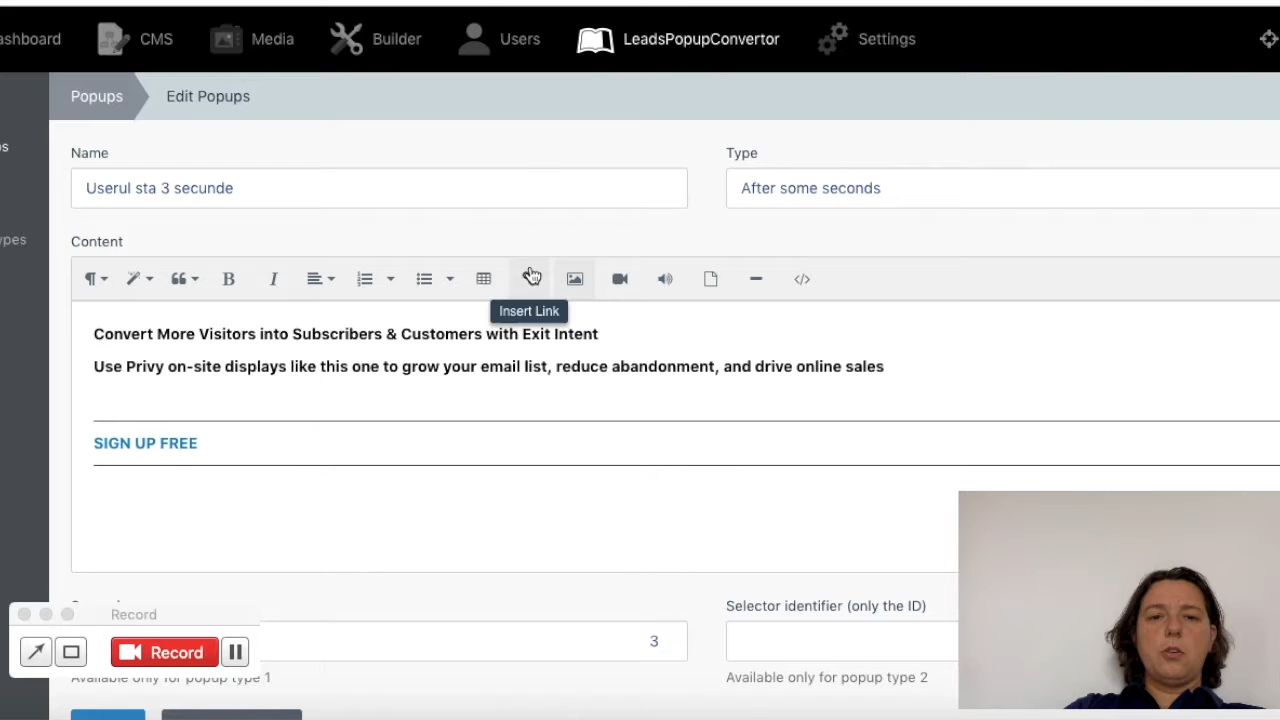 CMS
Media
Builder
Users
LeadsPopupConvertor
Settings
Popups
Edit Popups
Name
Type
Userul sta 3 secunde
After some seconds
Content
Insert Link
Convert More Visitors into Subscribers & Customers with Exit Intent
Use Privy on-site displays like this one to grow your email list, reduce abandonment, and drive online sales
SIGN UP FREE
Record
Selector identifier (only the ID)
Record
3
Available only for popup type 1
Available only for popup type 2